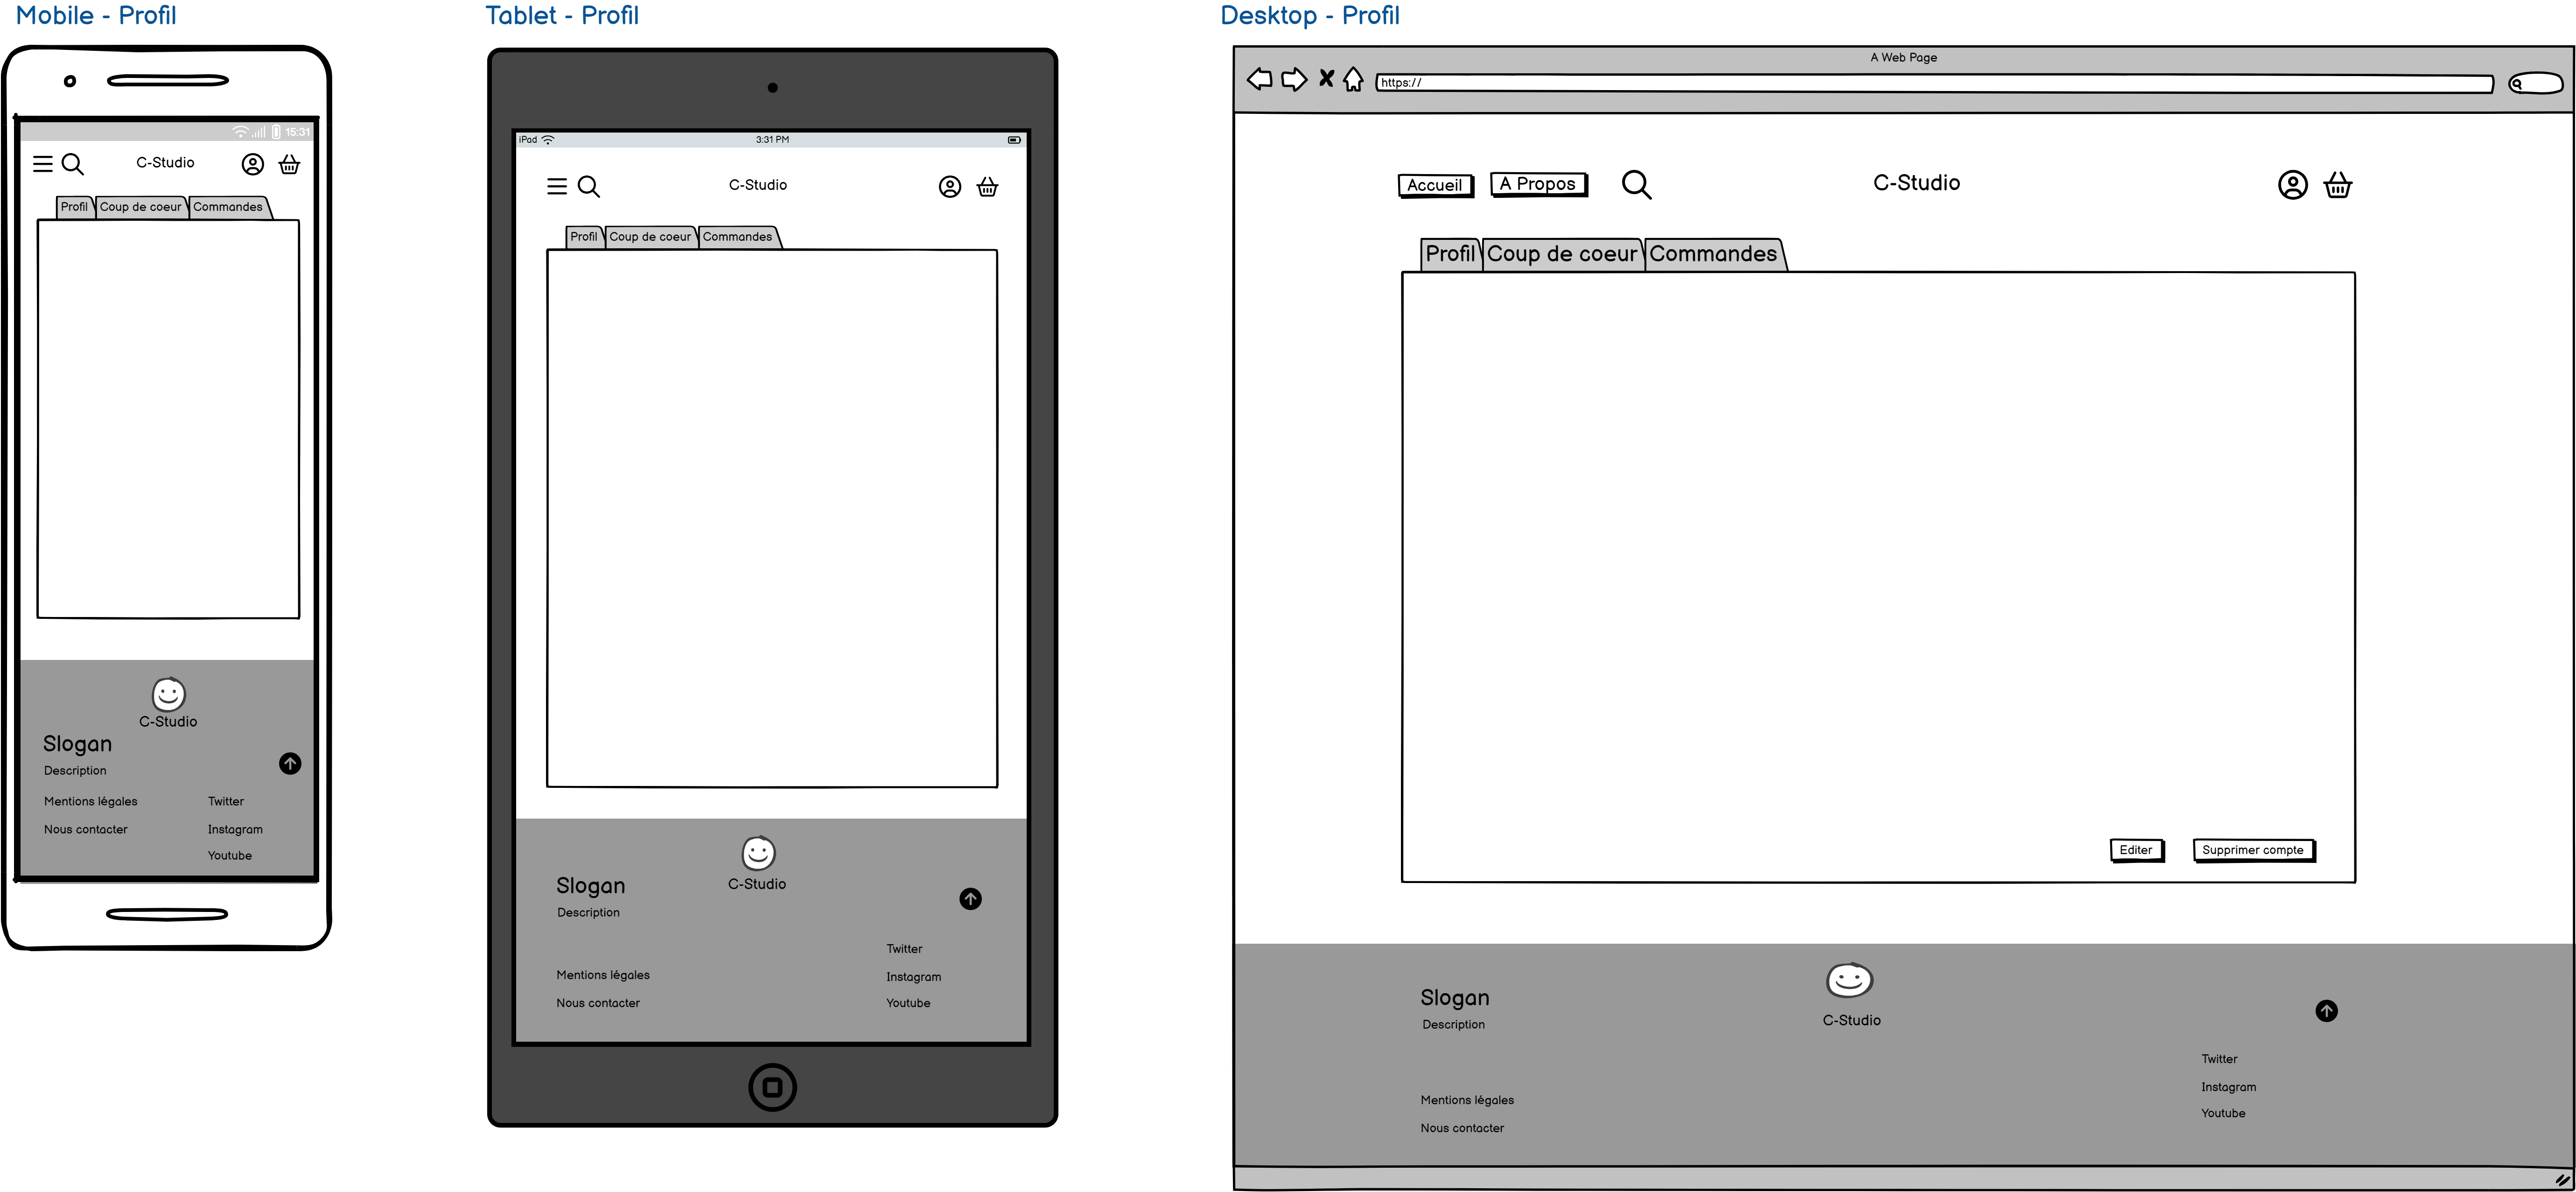 Mobile - Profil
15:31
C-Studio
Profil Coup de coeur Commandes
C-Studio
Slogan
Description
Mentions légales Twitter
Nous contacter Instagram
Youtube
Tablet - Profil
iPad 3:31 PM
C-Studio
Profil Coup de coeur Commandes
C-Studio
Slogan
Description
Twitter
Mentions légales Instagram
Nous contacter Youtube
Desktop - Profil
A Web Page
https://
Accueil A Propos C-Studio
Profil Coup de coeur Commandes
Editer Supprimer compte
Slogan
C-Studio
Description
Twitter
Instagram
Mentions légales
Youtube
Nous contacter